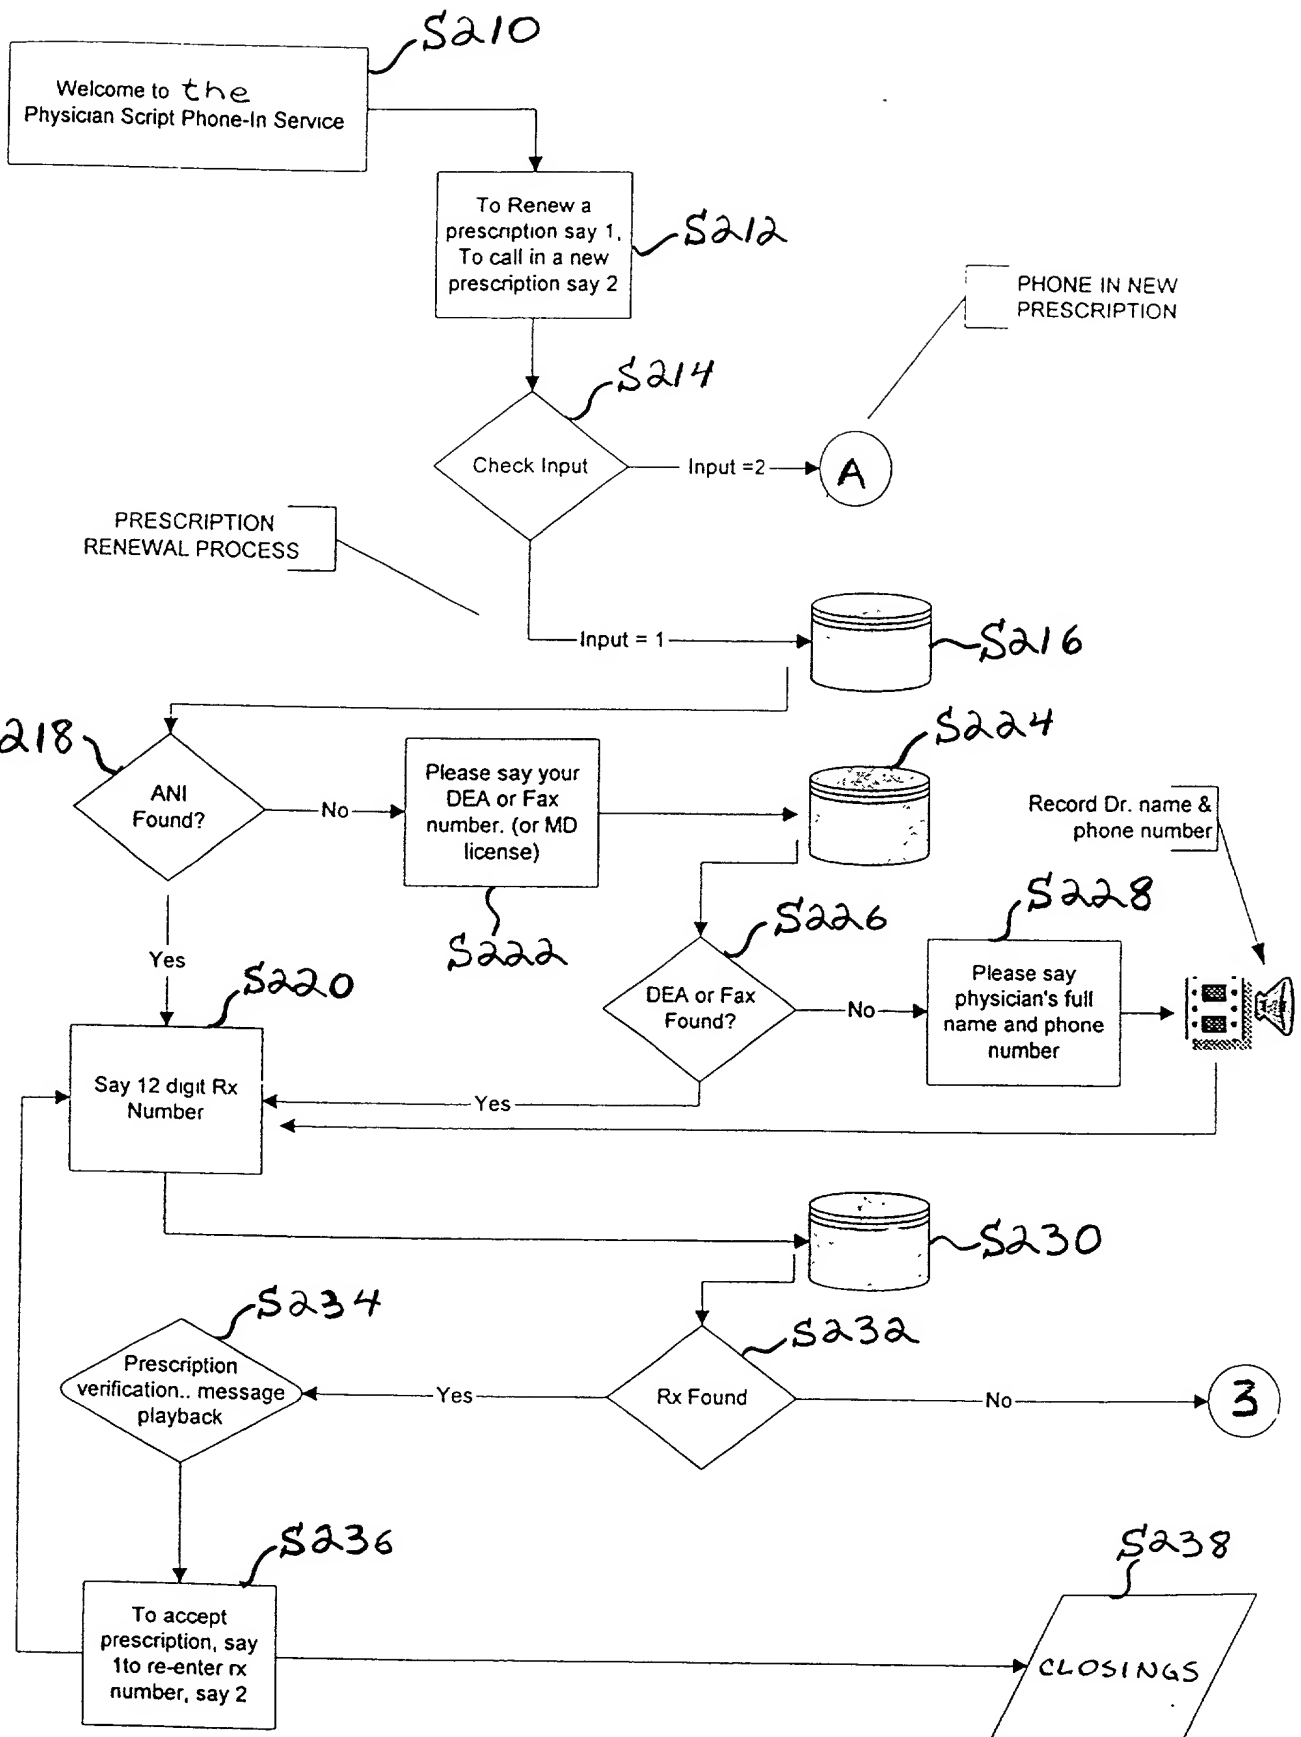 S210
Welcome to the
Physician Script Phone-In Service
To Renew a
prescription say 1,
To call in a new
prescription say 2
S212
PHONE IN NEW
PRESCRIPTION
S214
Check Input
Input =2
A
PRESCRIPTION
RENEWAL PROCESS
Input = 1
S216
218
ANI
Found?
No
Please say your
DEA or Fax
number. (or MD
license)
S222
S224
Record Dr. name &
phone number
S226
S228
DEA or Fax
Found?
No
Please say
physician's full
name and phone
number
Yes
S220
Say 12 digit Rx
Number
Yes
S230
S234
Prescription
verification.. message
playback
Yes
S232
Rx Found
No
3
S236
To accept
prescription, say
1to re-enter rx
number, say 2
S238
CLOSINGS